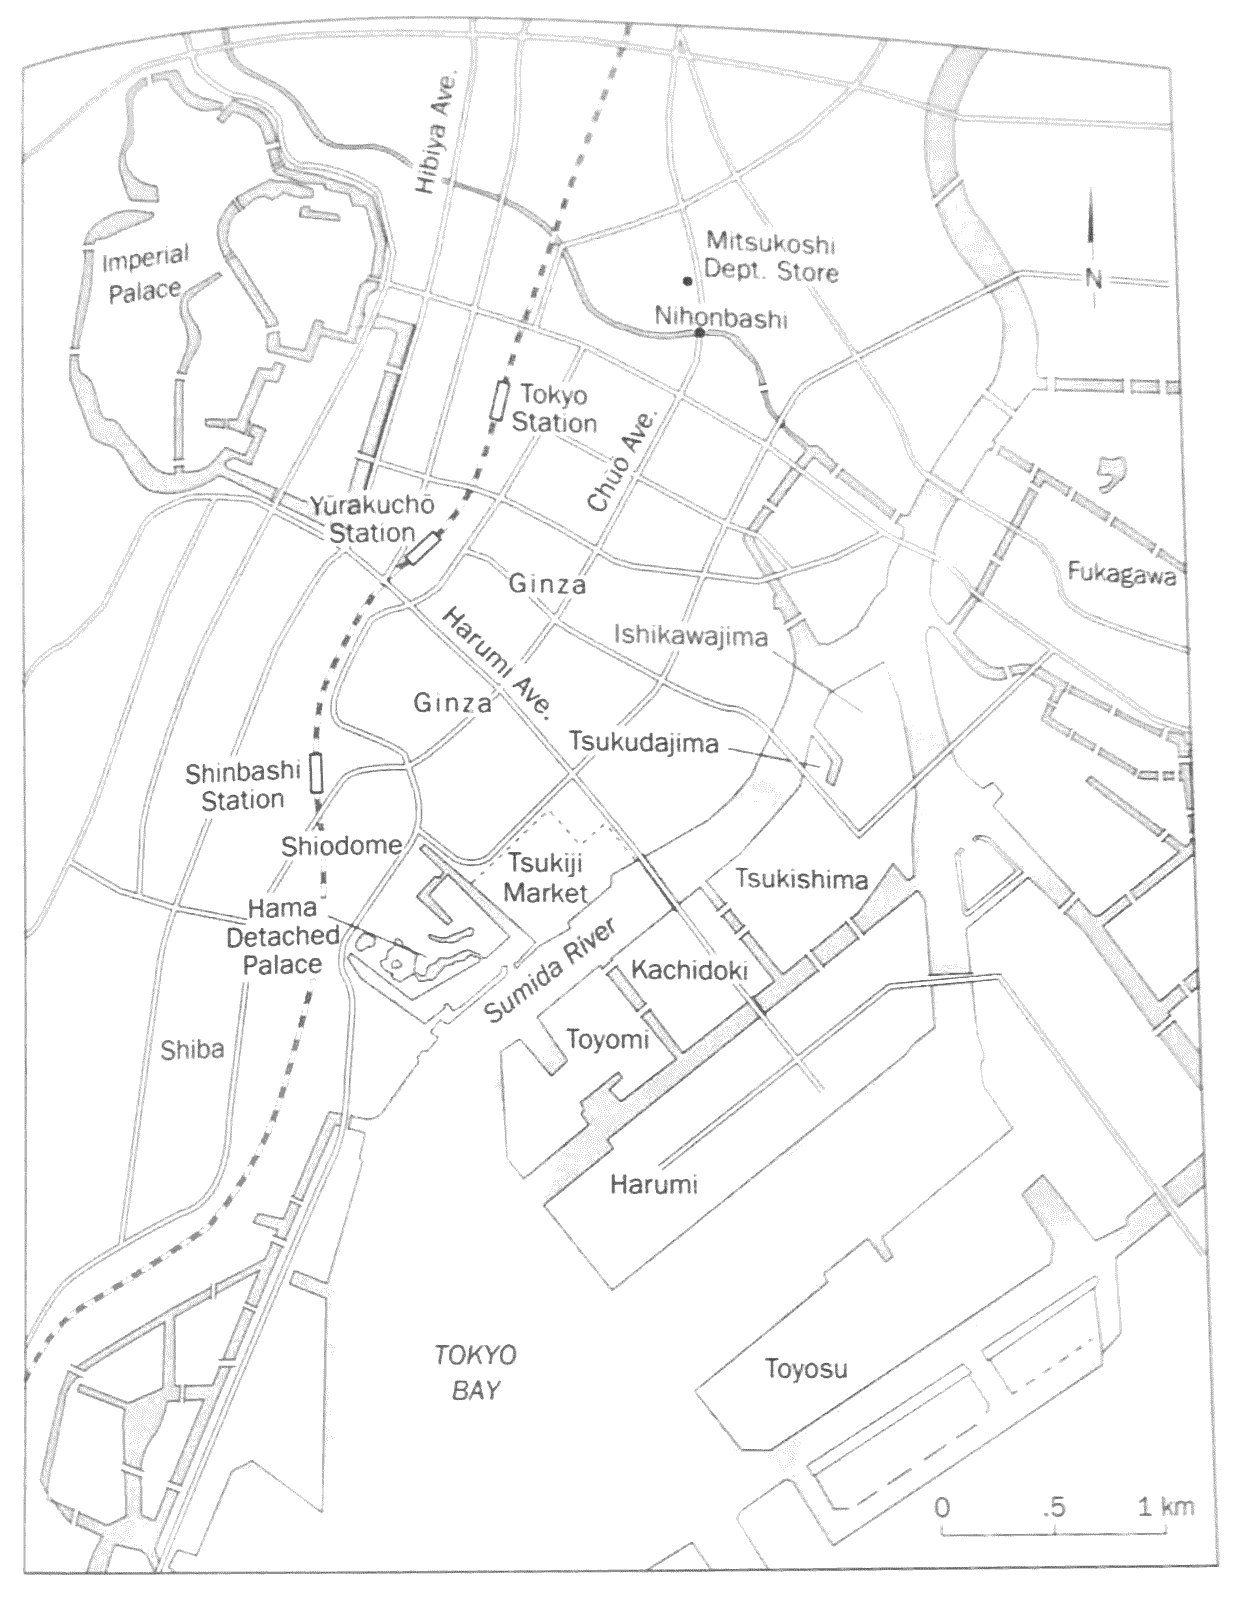 Hibiya Ave.
Imperial
Palace
Mitsukoshi
Dept. Store
N
Nihonbashi
Tokyo
Station
Chuo Ave.
Yūrakuchō
Station
Ginza
Fukagawa
Ishikawajima
Harumi Ave.
Ginza
Tsukudajima
Shinbashi
Station
Shiodome
Tsukiji
Market
Tsukishima
Hama
Detached
Palace
Sumida River
Kachidoki
Toyomi
Shiba
Harumi
TOKYO
BAY
Toyosu
0 .5 1 km